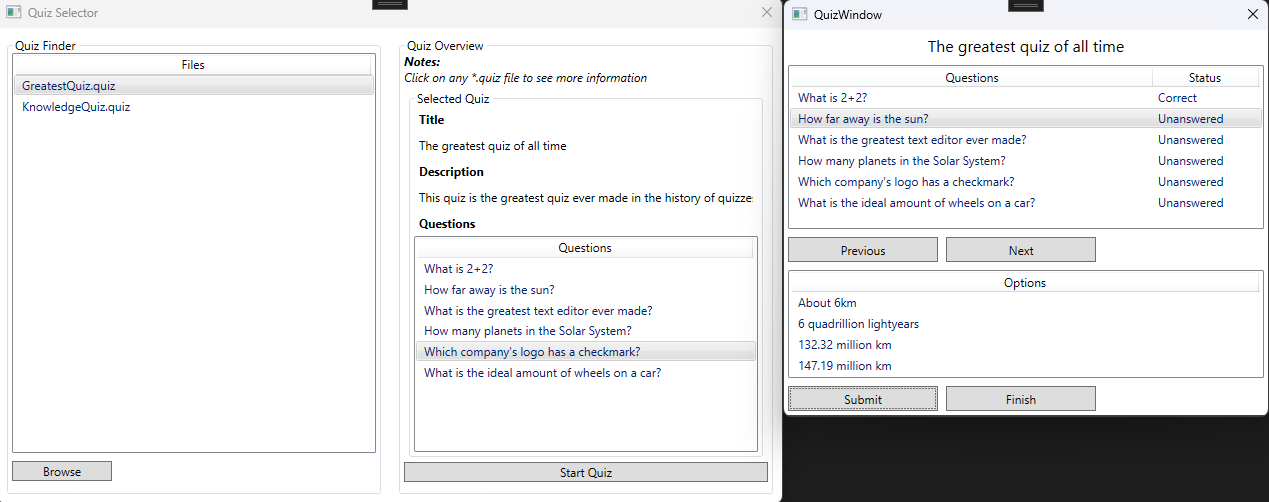 Quiz Selector
Quiz Finder
Files
GreatestQuiz.quiz
KnowledgeQuiz.quiz
Browse
Quiz Overview
Notes:
Click on any *.quiz file to see more information
Selected Quiz
Title
The greatest quiz of all time
Description
This quiz is the greatest quiz ever made in the history of quizze
Questions
Questions
What is 2+2?
How far away is the sun?
What is the greatest text editor ever made?
How many planets in the Solar System?
Which company's logo has a checkmark?
What is the ideal amount of wheels on a car?
Start Quiz
QuizWindow
The greatest quiz of all time
Questions Status
What is 2+2? Correct
How far away is the sun? Unanswered
What is the greatest text editor ever made? Unanswered
How many planets in the Solar System? Unanswered
Which company's logo has a checkmark? Unanswered
What is the ideal amount of wheels on a car? Unanswered
Previous Next
Options
About 6km
6 quadrillion lightyears
132.32 million km
147.19 million km
Submit Finish